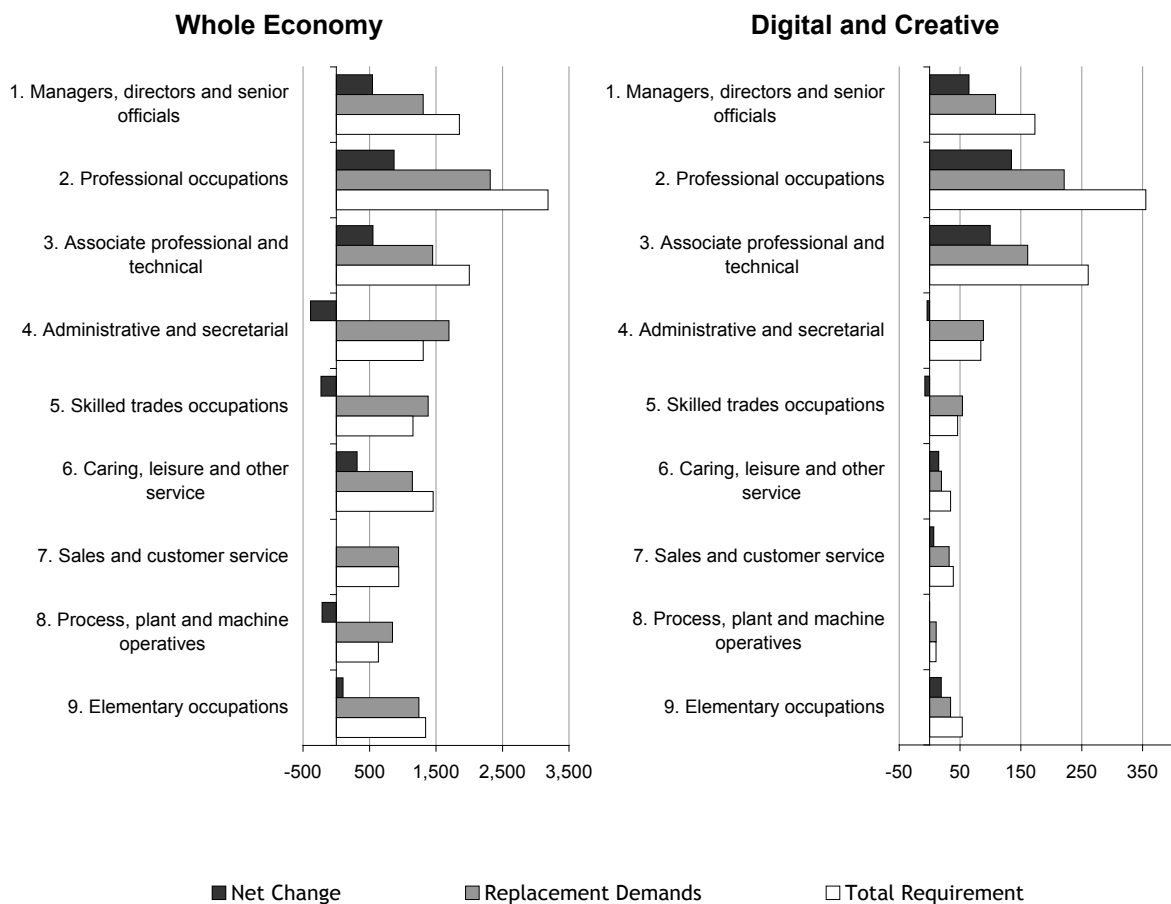 Whole Economy
1. Managers, directors and senior
officials
2. Professional occupations
3. Associate professional and
technical
4. Administrative and secretarial
5. Skilled trades occupations
6. Caring, leisure and other
service
7. Sales and customer service
8. Process, plant and machine
operatives
9. Elementary occupations
-500 500 1,500 2,500 3,500
Digital and Creative
1. Managers, directors and senior
officials
2. Professional occupations
3. Associate professional and
technical
4. Administrative and secretarial
5. Skilled trades occupations
6. Caring, leisure and other
service
7. Sales and customer service
8. Process, plant and machine
operatives
9. Elementary occupations
-50 50 150 250 350
Net Change Replacement Demands Total Requirement